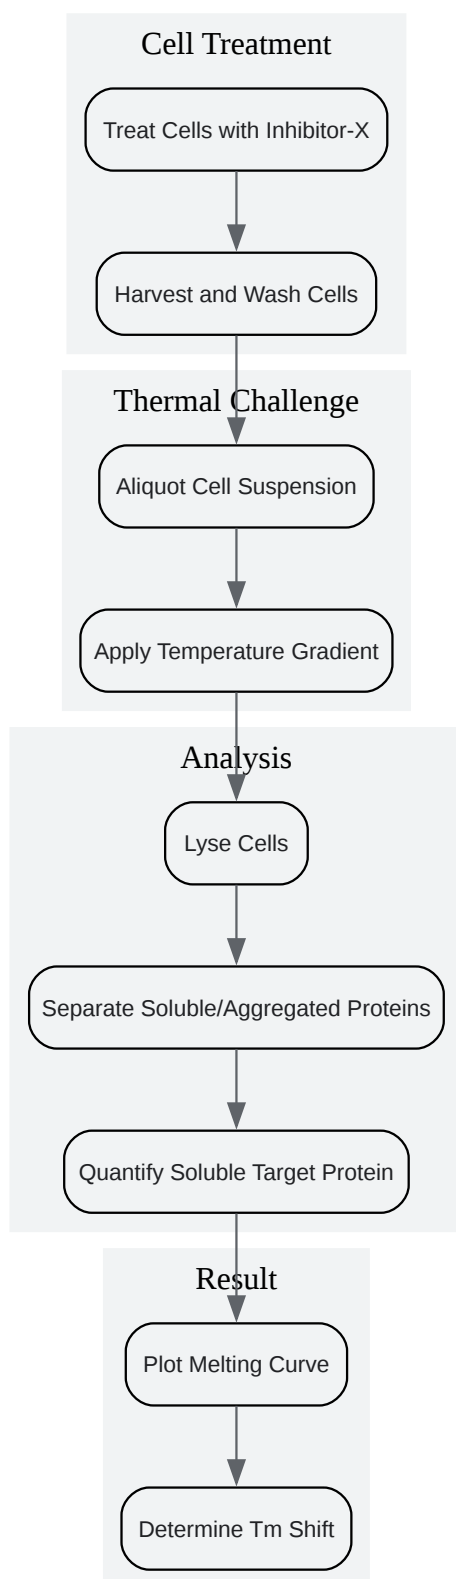 Cell Treatment
Treat Cells with Inhibitor-X
Harvest and Wash Cells
Thermal Challenge
Aliquot Cell Suspension
Apply Temperature Gradient
Analysis
Lyse Cells
Separate Soluble/Aggregated Proteins
Quantify Soluble Target Protein
Result
Plot Melting Curve
Determine Tm Shift